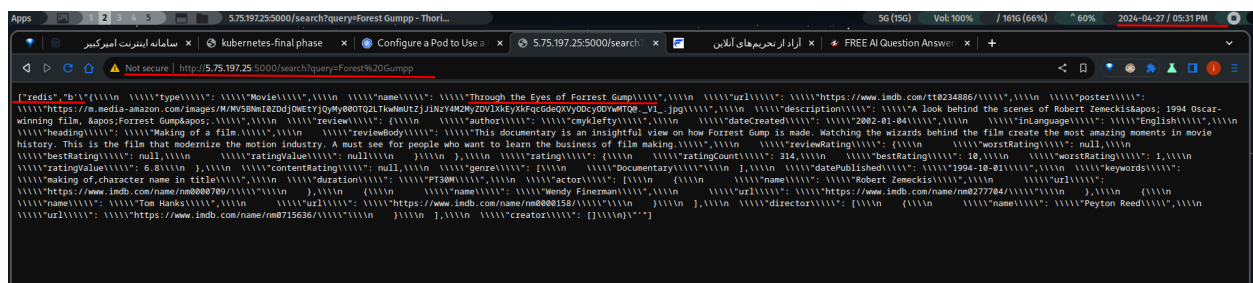 Apps 1 2 3 4 5 5.75.197.25:5000/search?query=Forest Gumpp - Thori... 5G (15G) Vol: 100% / 161G (66%) ^ 60% 2024-04-27 / 05:31 PM
سامانه اینترنت امیرکبیر × kubernetes-final phase × Configure a Pod to Use a × 5.75.197.25:5000/search? × آزاد از تحریم‌های آنلاین × FREE AI Question Answer × +
Not secure | http://5.75.197.25:5000/search?query=Forest%20Gumpp
["redis","b'\"{\\\\n \\\\\"type\\\\\": \\\\\"Movie\\\\\",\\\\n \\\\\"name\\\\\": \\\\\"Through the Eyes of Forrest Gump\\\\\",\\\\n \\\\\"url\\\\\": \\\\\"https://www.imdb.com/tt0234886/\\\\\",\\\\n \\\\\"poster\\\\\":
\\\\\"https://m.media-amazon.com/images/M/MV5BNmI0ZDdjOWEtYjQyMy00OTQ2LTkwNmUtZjJiNzY4M2MyZDVlXkEyXkFqcGdeQXVyODcyODYwMTQ@._V1_.jpg\\\\\",\\\\n \\\\\"description\\\\\": \\\\\"A look behind the scenes of Robert Zemeckis&apos; 1994 Oscar-
winning film, &apos;Forrest Gump&apos;.\\\\\",\\\\n \\\\\"review\\\\\": {\\\\n \\\\\"author\\\\\": \\\\\"cmyklefty\\\\\",\\\\n \\\\\"dateCreated\\\\\": \\\\\"2002-01-04\\\\\",\\\\n \\\\\"inLanguage\\\\\": \\\\\"English\\\\\",\\\\n
\\\\\"heading\\\\\": \\\\\"Making of a film.\\\\\",\\\\n \\\\\"reviewBody\\\\\": \\\\\"This documentary is an insightful view on how Forrest Gump is made. Watching the wizards behind the film create the most amazing moments in movie
history. This is the film that modernize the motion industry. A must see for people who want to learn the business of film making.\\\\\",\\\\n \\\\\"reviewRating\\\\\": {\\\\n \\\\\"worstRating\\\\\": null,\\\\n
\\\\\"bestRating\\\\\": null,\\\\n \\\\\"ratingValue\\\\\": null\\\\n }\\\\n },\\\\n \\\\\"rating\\\\\": {\\\\n \\\\\"ratingCount\\\\\": 314,\\\\n \\\\\"bestRating\\\\\": 10,\\\\n \\\\\"worstRating\\\\\": 1,\\\\n
\\\\\"ratingValue\\\\\": 6.8\\\\n },\\\\n \\\\\"contentRating\\\\\": null,\\\\n \\\\\"genre\\\\\": [\\\\n \\\\\"Documentary\\\\\"\\\\n ],\\\\n \\\\\"datePublished\\\\\": \\\\\"1994-10-01\\\\\",\\\\n \\\\\"keywords\\\\\":
\\\\\"making of,character name in title\\\\\",\\\\n \\\\\"duration\\\\\": \\\\\"PT30M\\\\\",\\\\n \\\\\"actor\\\\\": [\\\\n {\\\\n \\\\\"name\\\\\": \\\\\"Robert Zemeckis\\\\\",\\\\n \\\\\"url\\\\\":
\\\\\"https://www.imdb.com/name/nm0000709/\\\\\"\\\\n },\\\\n {\\\\n \\\\\"name\\\\\": \\\\\"Wendy Finerman\\\\\",\\\\n \\\\\"url\\\\\": \\\\\"https://www.imdb.com/name/nm0277704/\\\\\"\\\\n },\\\\n {\\\\n
\\\\\"name\\\\\": \\\\\"Tom Hanks\\\\\",\\\\n \\\\\"url\\\\\": \\\\\"https://www.imdb.com/name/nm0000158/\\\\\"\\\\n }\\\\n ],\\\\n \\\\\"director\\\\\": [\\\\n {\\\\n \\\\\"name\\\\\": \\\\\"Peyton Reed\\\\\",\\\\n
\\\\\"url\\\\\": \\\\\"https://www.imdb.com/name/nm0715636/\\\\\"\\\\n }\\\\n ],\\\\n \\\\\"creator\\\\\": []\\\\n}\"'"]